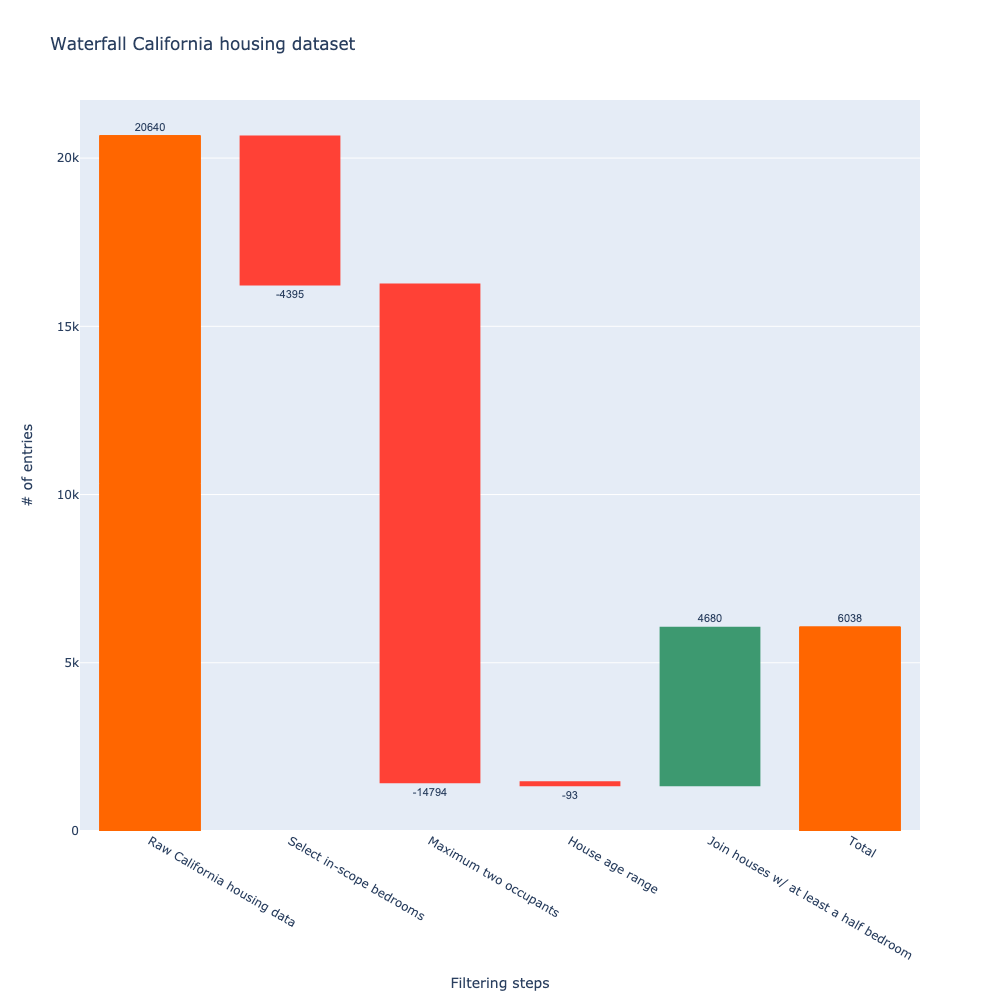 Waterfall California housing dataset
20640
-4395
-14794
-93
4680
6038
20k
15k
10k
5k
0
# of entries
Raw California housing data
Select in-scope bedrooms
Maximum two occupants
House age range
Join houses w/ at least a half bedroom
Total
Filtering steps